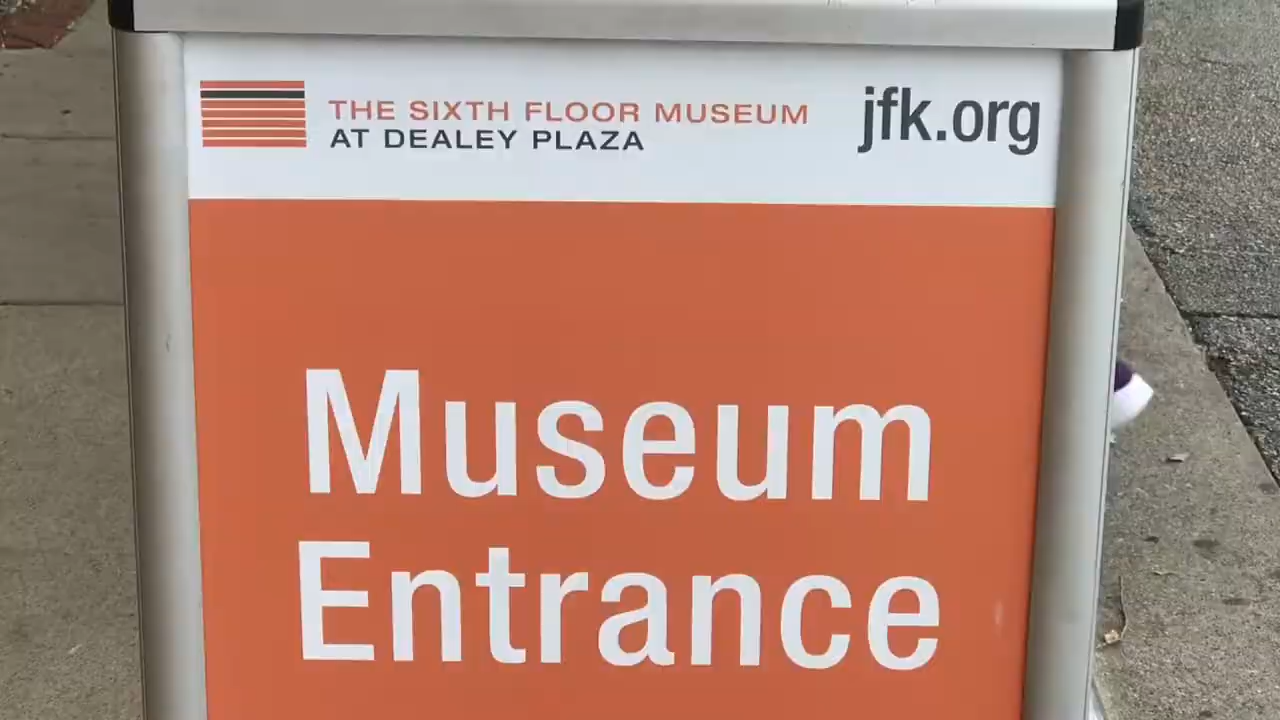 THE SIXTH FLOOR MUSEUM
AT DEALEY PLAZA
jfk.org
Museum
Entrance